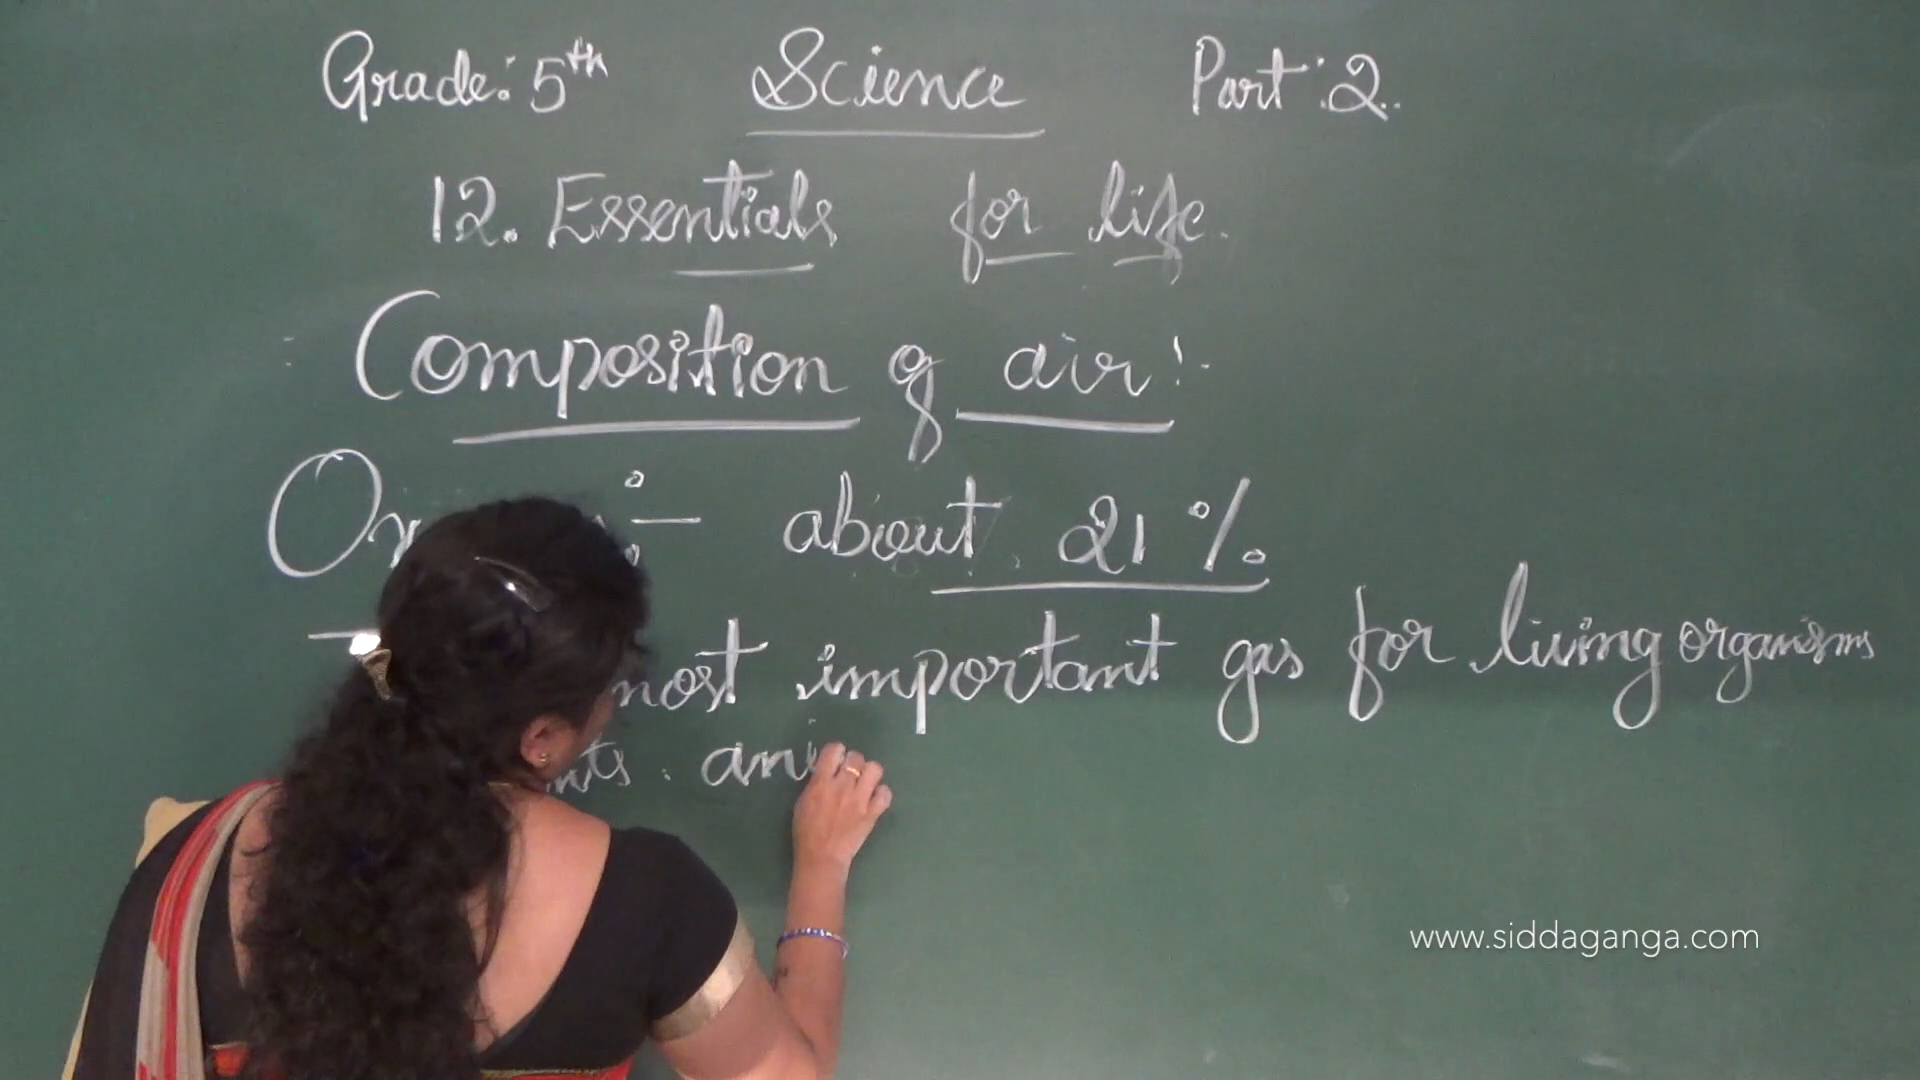 Grade: 5th Science Part: 2.
12. Essentials for life.
Composition of air:-
:- about 21%
most important gas for living organisms
www.siddaganga.com